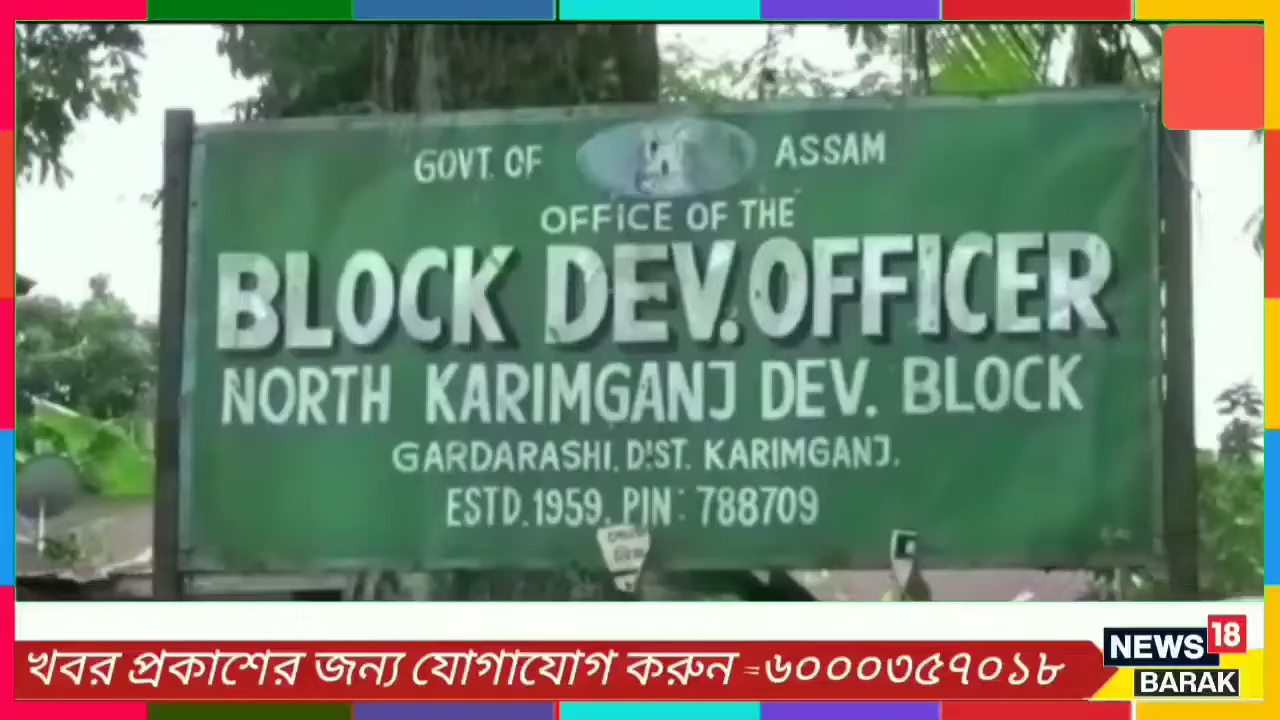 GOVT. OF ASSAM
OFFICE OF THE
BLOCK DEV. OFFICER
NORTH KARIMGANJ DEV. BLOCK
GARDARASHI. DIST. KARIMGANJ.
ESTD. 1959. PIN: 788709
খবর প্রকাশের জন্য যোগাযোগ করুন =৬০০০৩৫৭০১৮
NEWS 18
BARAK